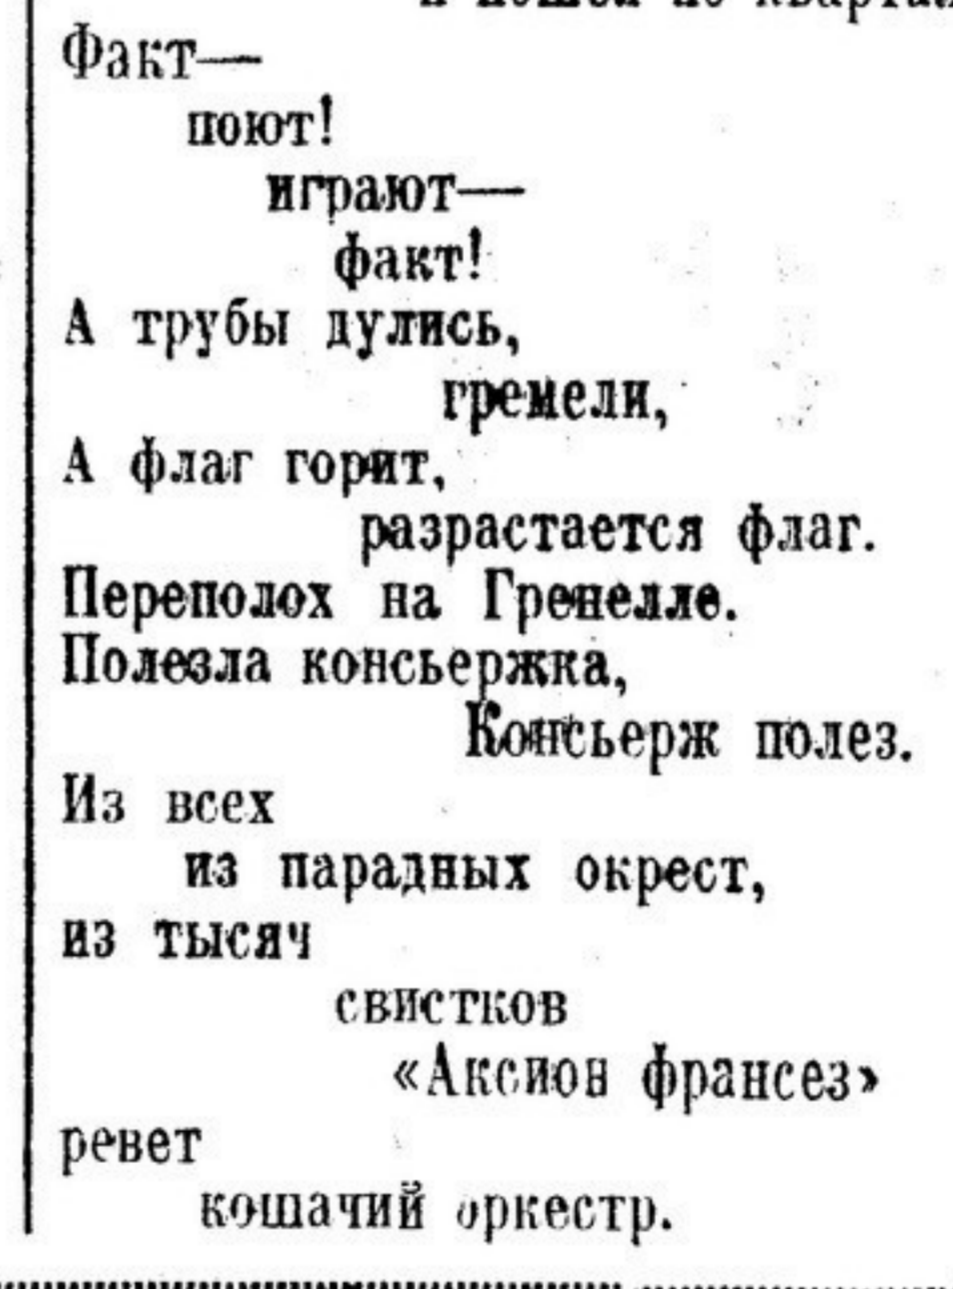 Факт—
поют!
играют—
факт!
А трубы дулись,
гремели,
А флаг горит,
разрастается флаг.
Переполох на Гренелле.
Полезла консьержка,
Консьерж полез.
Из всех
из парадных окрест,
из тысяч
свистков
«Аксион франсез»
ревет
кошачий оркестр.